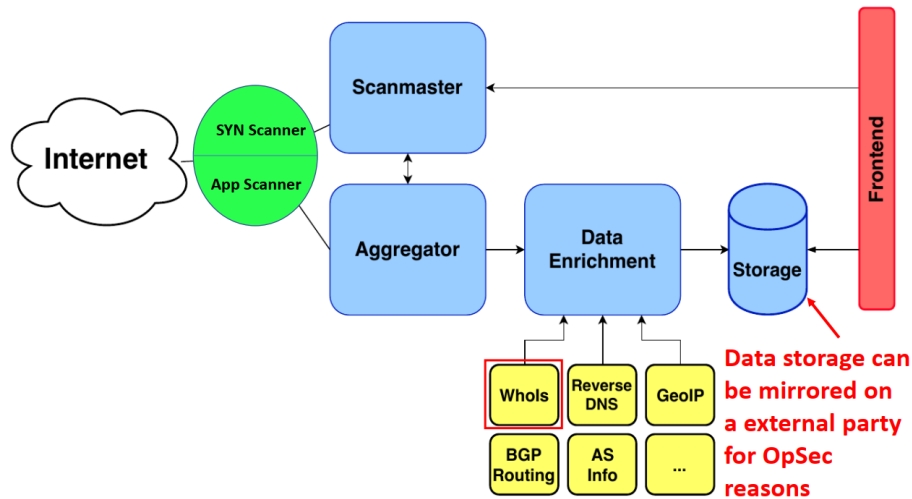 Internet
SYN Scanner
App Scanner
Scanmaster
Aggregator
Data
Enrichment
Storage
Frontend
WhoIs
Reverse
DNS
GeoIP
BGP
Routing
AS
Info
...
Data storage can
be mirrored on
a external party
for OpSec
reasons